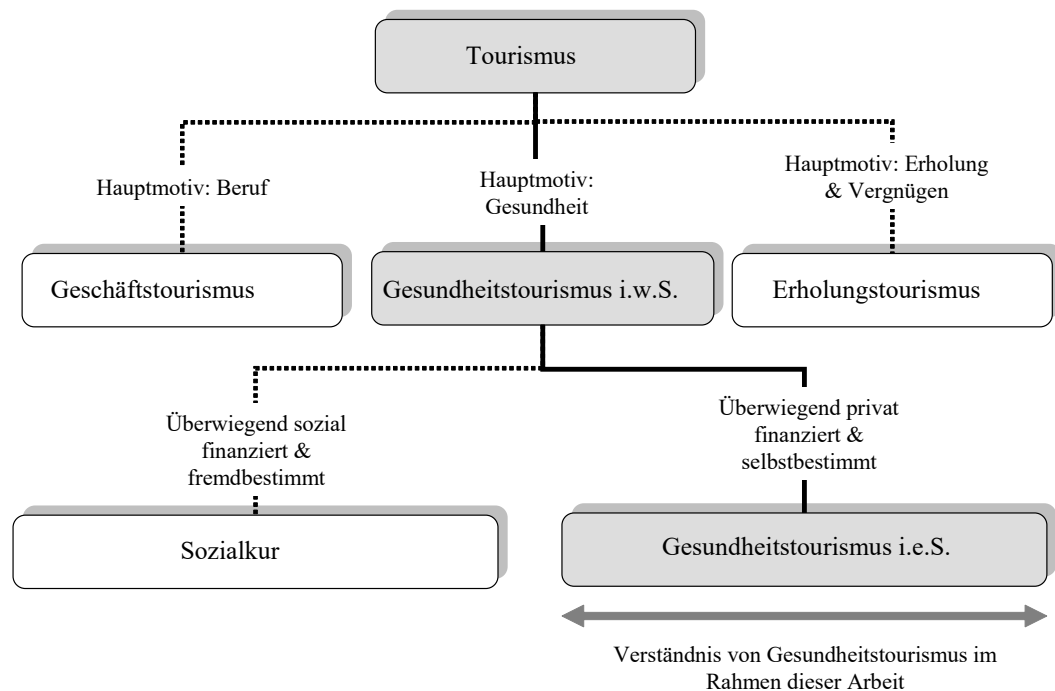 Tourismus
Hauptmotiv: Beruf
Hauptmotiv:
Gesundheit
Hauptmotiv: Erholung
& Vergnügen
Geschäftstourismus
Gesundheitstourismus i.w.S.
Erholungstourismus
Überwiegend sozial
finanziert &
fremdbestimmt
Überwiegend privat
finanziert &
selbstbestimmt
Sozialkur
Gesundheitstourismus i.e.S.
Verständnis von Gesundheitstourismus im
Rahmen dieser Arbeit